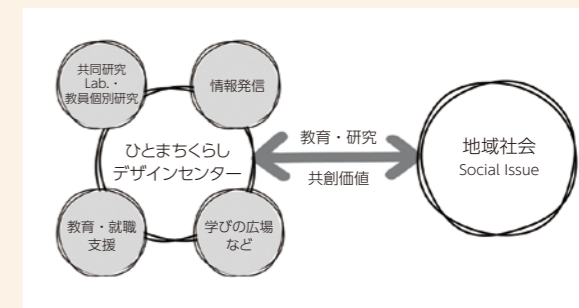 共同研究
Lab.・
教員個別研究
情報発信
ひとまちくらし
デザインセンター
教育・就職
支援
学びの広場
など
教育・研究
共創価値
地域社会
Social Issue